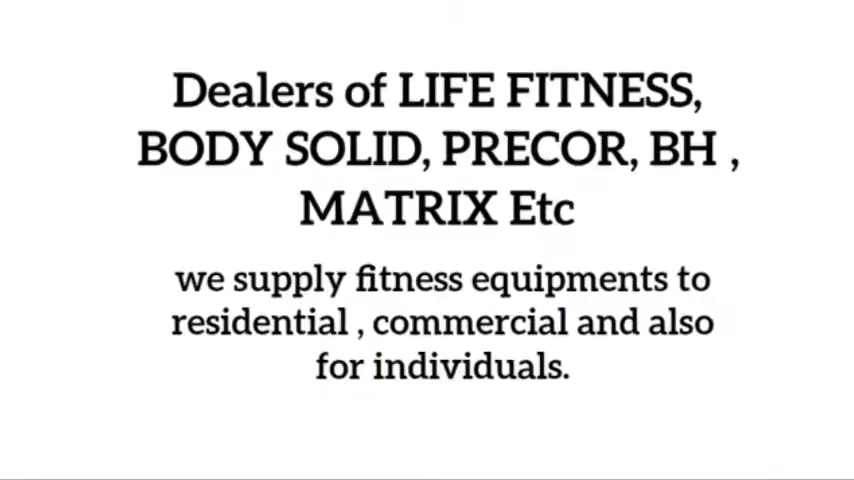 Dealers of LIFE FITNESS,
BODY SOLID, PRECOR, BH ,
MATRIX Etc
we supply fitness equipments to
residential , commercial and also
for individuals.